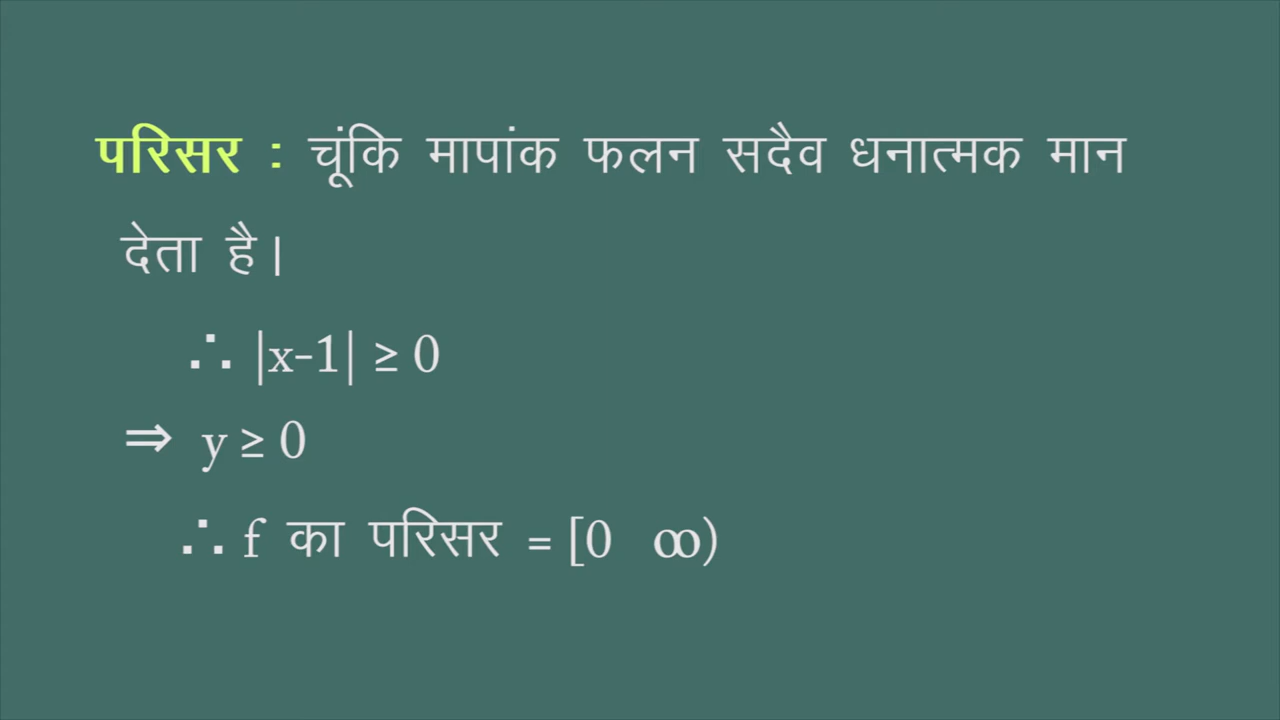 परिसर : चूंकि मापांक फलन सदैव धनात्मक मान
देता है।
∴ |x-1| ≥ 0
⇒ y ≥ 0
∴ f का परिसर = [0 ∞)